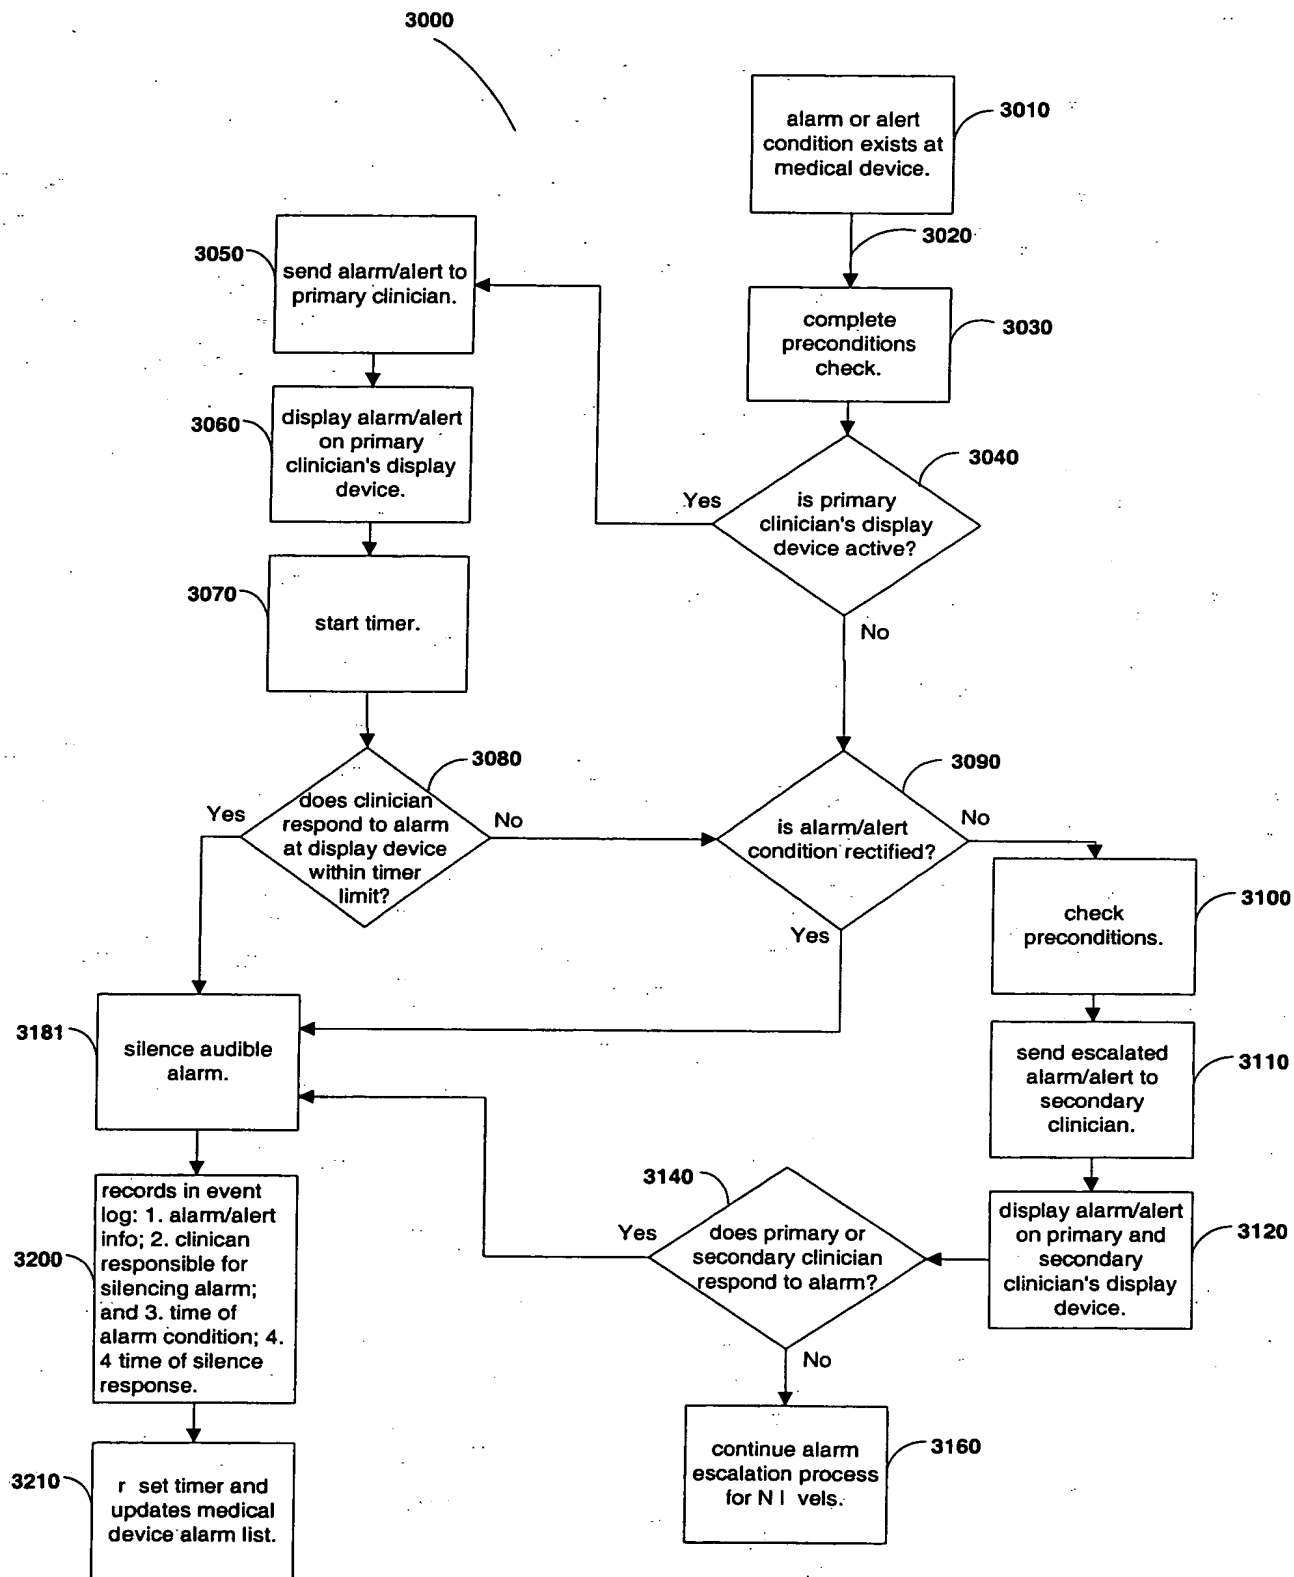 3000
alarm or alert
condition exists at
medical device.
3010
3020
3050
send alarm/alert to
primary clinician.
complete
preconditions
check.
3030
3060
display alarm/alert
on primary
clinician's display
device.
3040
Yes
is primary
clinician's display
device active?
3070
start timer.
No
3080
Yes
does clinician
respond to alarm
at display device
within timer
limit?
No
3090
is alarm/alert
condition rectified?
No
Yes
3100
check
preconditions.
3181
silence audible
alarm.
send escalated
alarm/alert to
secondary
clinician.
3110
3140
Yes
does primary or
secondary clinician
respond to alarm?
display alarm/alert
on primary and
secondary
clinician's display
device.
3120
3200
records in event
log: 1. alarm/alert
info; 2. clinican
responsible for
silencing alarm;
and 3. time of
alarm condition; 4.
4 time of silence
response.
No
continue alarm
escalation process
for N l vels.
3160
3210
r set timer and
updates medical
device alarm list.